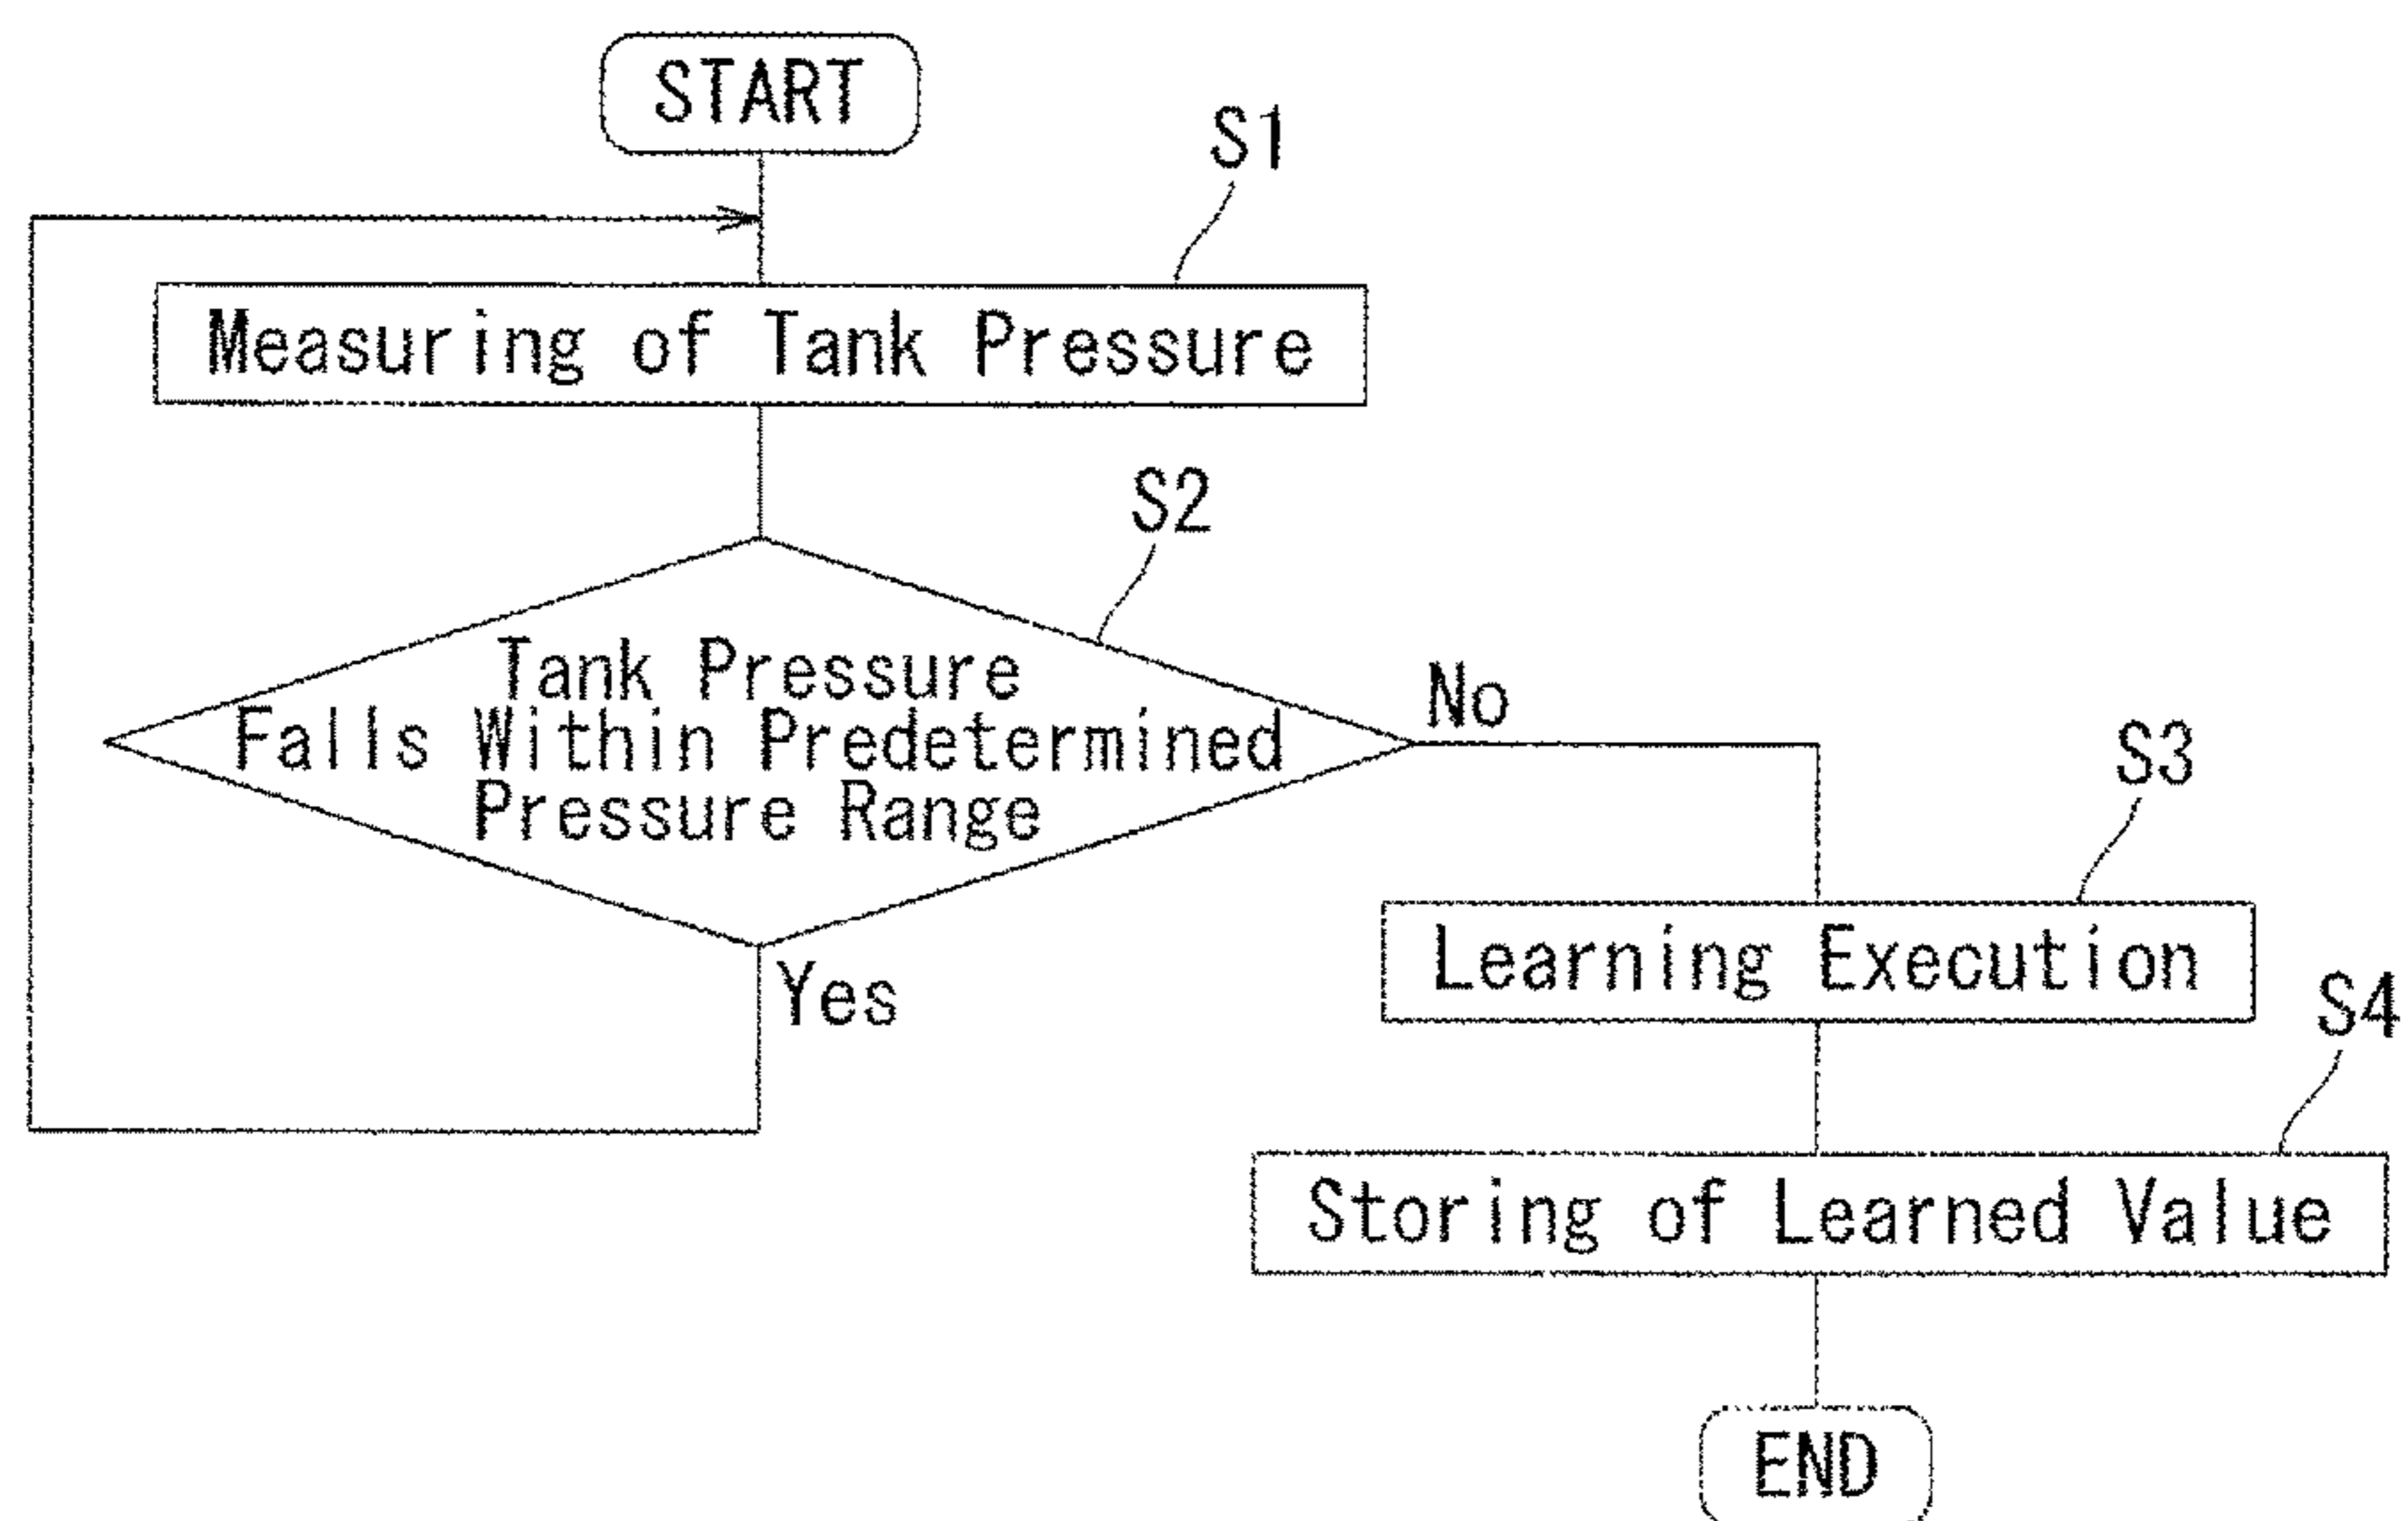 START
S1
Measuring of Tank Pressure
S2
Tank Pressure
Falls Within Predetermined
Pressure Range
No
Yes
S3
Learning Execution
S4
Storing of Learned Value
END